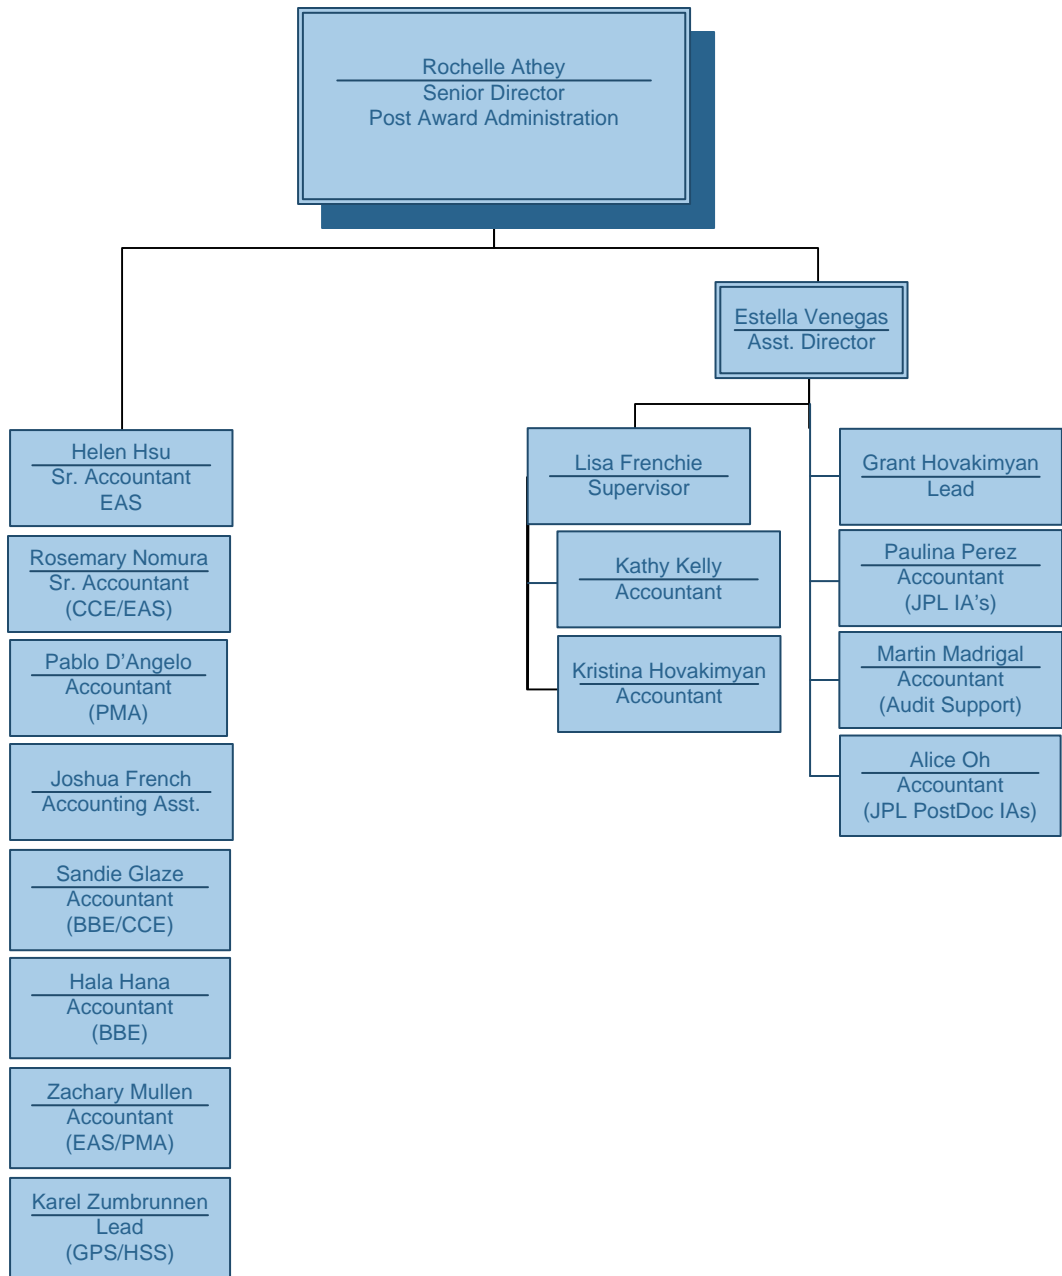 Rochelle Athey
Senior Director
Post Award Administration
Estella Venegas
Asst. Director
Helen Hsu
Sr. Accountant
EAS
Rosemary Nomura
Sr. Accountant
(CCE/EAS)
Pablo D'Angelo
Accountant
(PMA)
Joshua French
Accounting Asst.
Sandie Glaze
Accountant
(BBE/CCE)
Hala Hana
Accountant
(BBE)
Zachary Mullen
Accountant
(EAS/PMA)
Karel Zumbrunnen
Lead
(GPS/HSS)
Lisa Frenchie
Supervisor
Kathy Kelly
Accountant
Kristina Hovakimyan
Accountant
Grant Hovakimyan
Lead
Paulina Perez
Accountant
(JPL IA's)
Martin Madrigal
Accountant
(Audit Support)
Alice Oh
Accountant
(JPL PostDoc IAs)